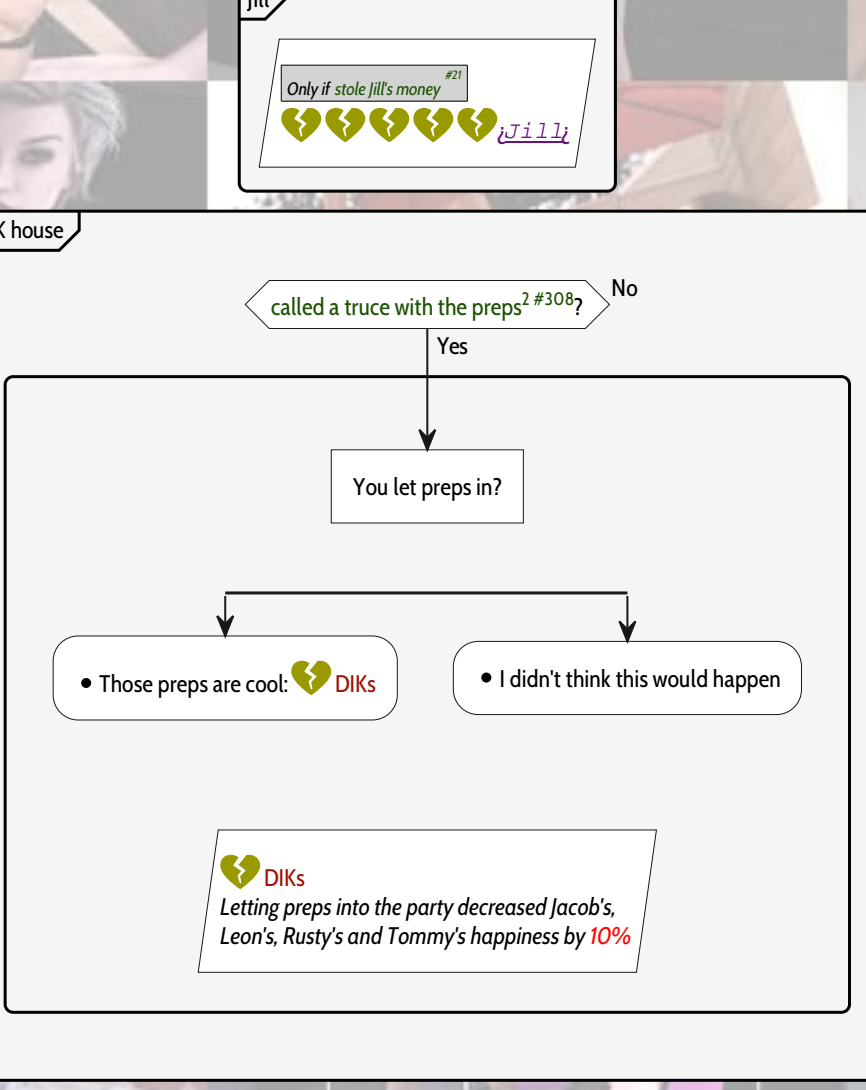 Jill
Only if stole Jill's money #21
¿Jill¿
K house
called a truce with the preps2 #308?
No
Yes
You let preps in?
• Those preps are cool: DIKs
• I didn't think this would happen
DIKs
Letting preps into the party decreased Jacob's,
Leon's, Rusty's and Tommy's happiness by 10%